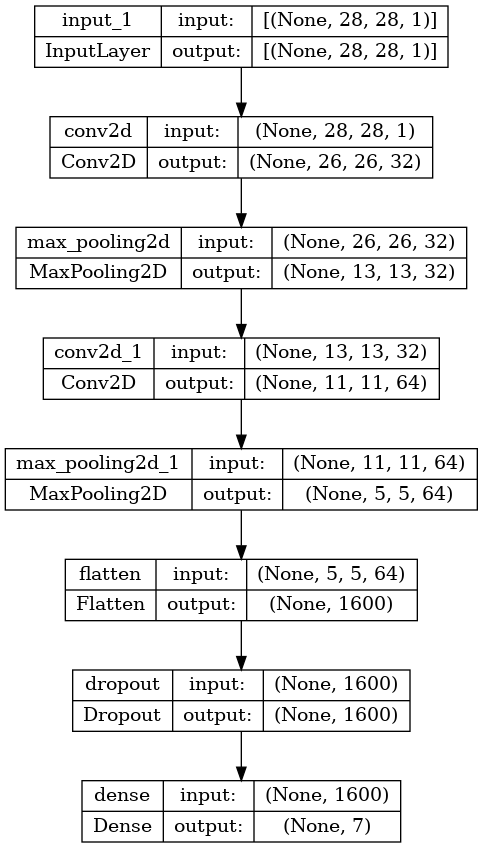 input_1 input: [(None, 28, 28, 1)]
InputLayer output: [(None, 28, 28, 1)]
conv2d input: (None, 28, 28, 1)
Conv2D output: (None, 26, 26, 32)
max_pooling2d input: (None, 26, 26, 32)
MaxPooling2D output: (None, 13, 13, 32)
conv2d_1 input: (None, 13, 13, 32)
Conv2D output: (None, 11, 11, 64)
max_pooling2d_1 input: (None, 11, 11, 64)
MaxPooling2D output: (None, 5, 5, 64)
flatten input: (None, 5, 5, 64)
Flatten output: (None, 1600)
dropout input: (None, 1600)
Dropout output: (None, 1600)
dense input: (None, 1600)
Dense output: (None, 7)